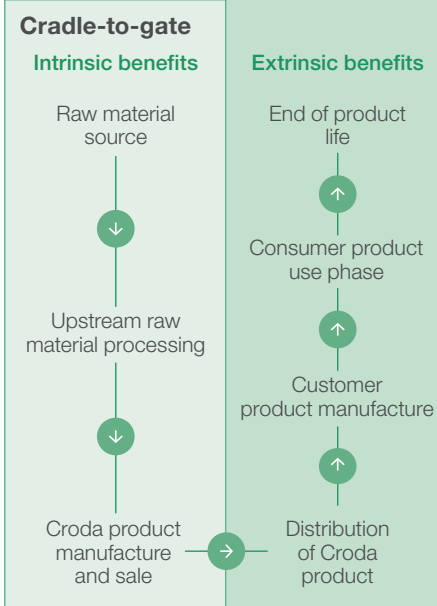 Cradle-to-gate
Intrinsic benefits
Raw material
source
Upstream raw
material processing
Croda product
manufacture
and sale
Extrinsic benefits
End of product
life
Consumer product
use phase
Customer
product manufacture
Distribution
of Croda
product